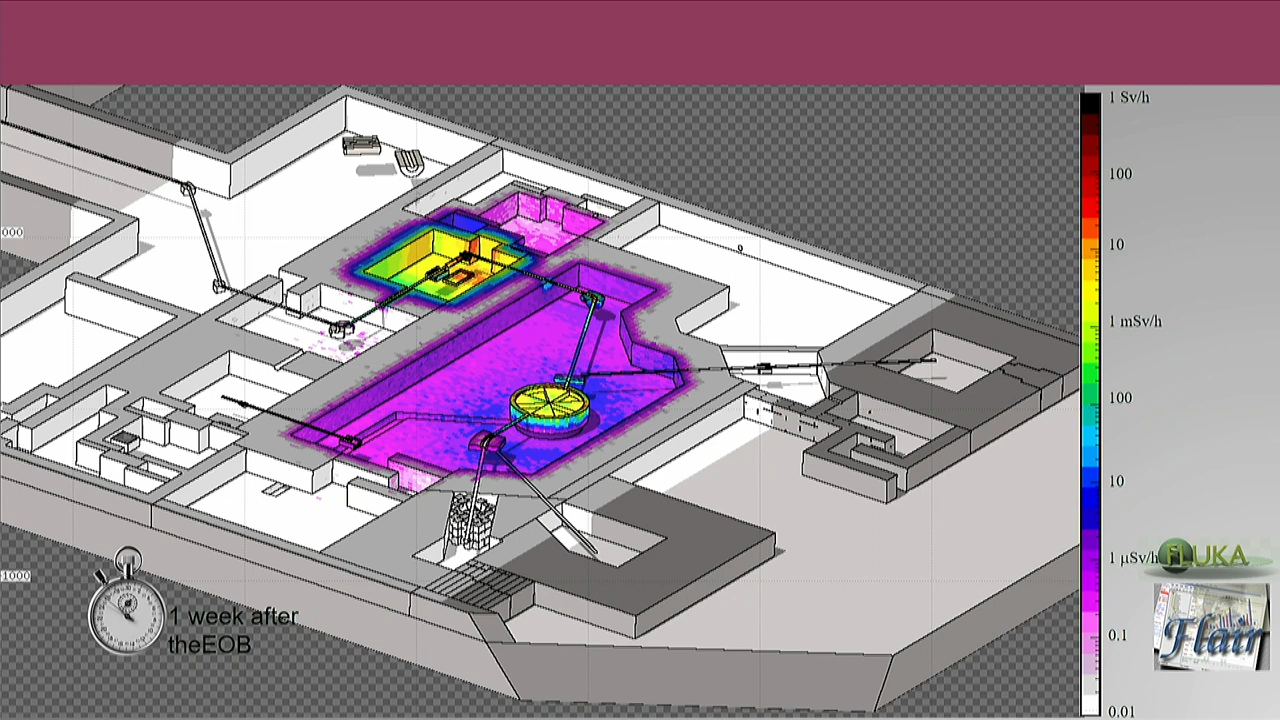 1 Sv/h
100
10
1 mSv/h
100
10
1 µSv/h
0.1
0.01
000
1000
9
1 week after
theEOB
FLUKA
Flair